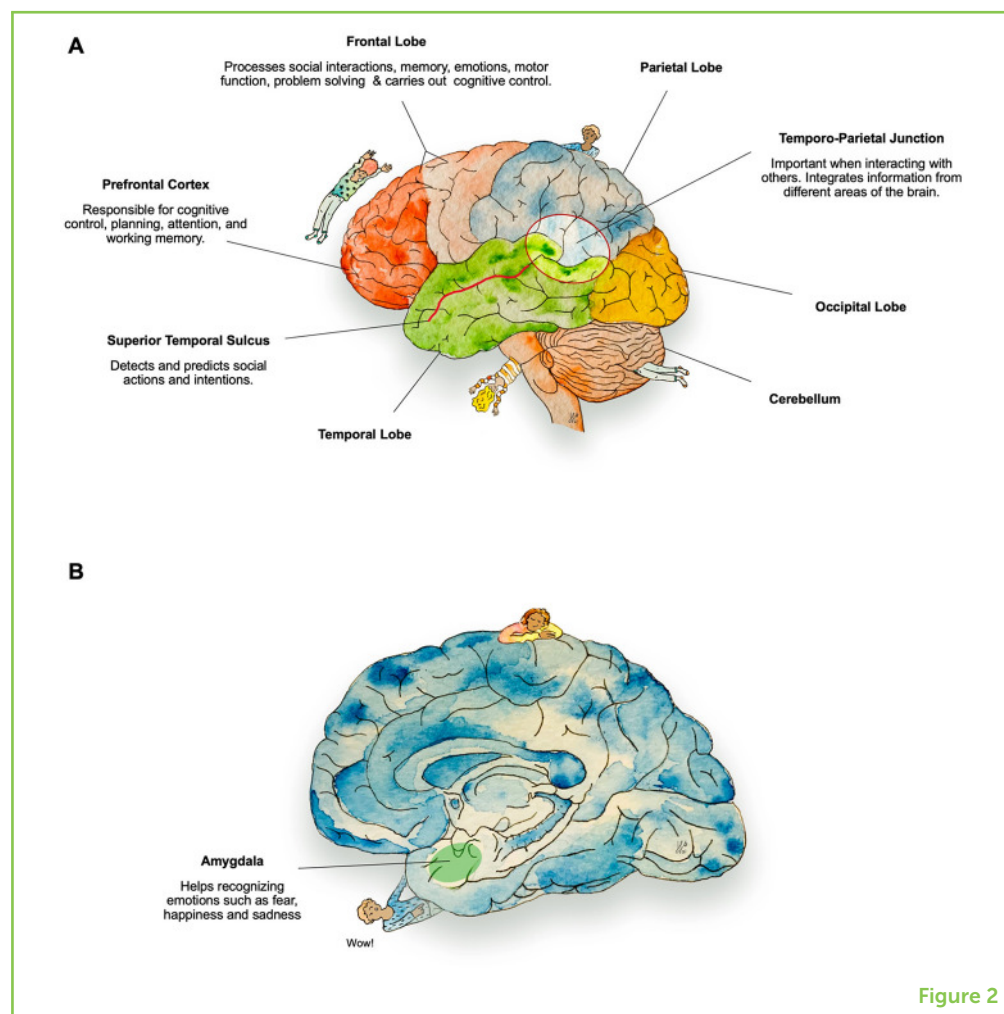 A
Frontal Lobe
Processes social interactions, memory, emotions, motor
function, problem solving & carries out cognitive control.
Parietal Lobe
Temporo-Parietal Junction
Important when interacting with
others. Integrates information from
different areas of the brain.
Prefrontal Cortex
Responsible for cognitive
control, planning, attention, and
working memory.
Occipital Lobe
Superior Temporal Sulcus
Detects and predicts social
actions and intentions.
Cerebellum
Temporal Lobe
B
Amygdala
Helps recognizing
emotions such as fear,
happiness and sadness
Wow!
Figure 2